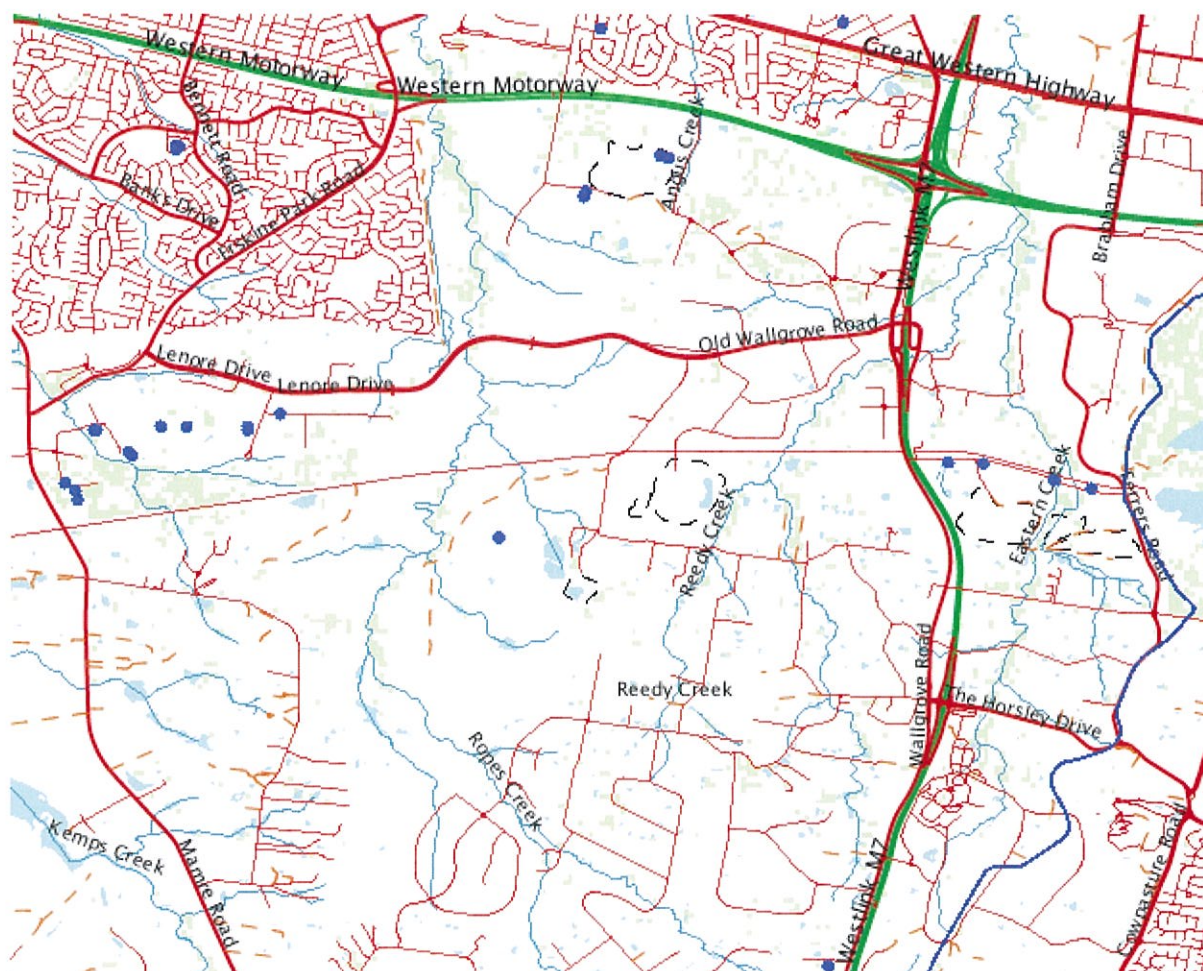 Western Motorway
Great Western Highway
Western Motorway
Bennett Road
Angus Creek
Brabham Drive
Banks Drive
Erskine Park Road
Westlink M7
Old Wallgrove Road
Lenore Drive
Lenore Drive
Eastern Creek
Ferrers Road
Reedy Creek
Wallgrove Road
Reedy Creek
The Horsley Drive
Ropes Creek
Kemps Creek
Mamre Road
Westlink M7
Cowpasture Road